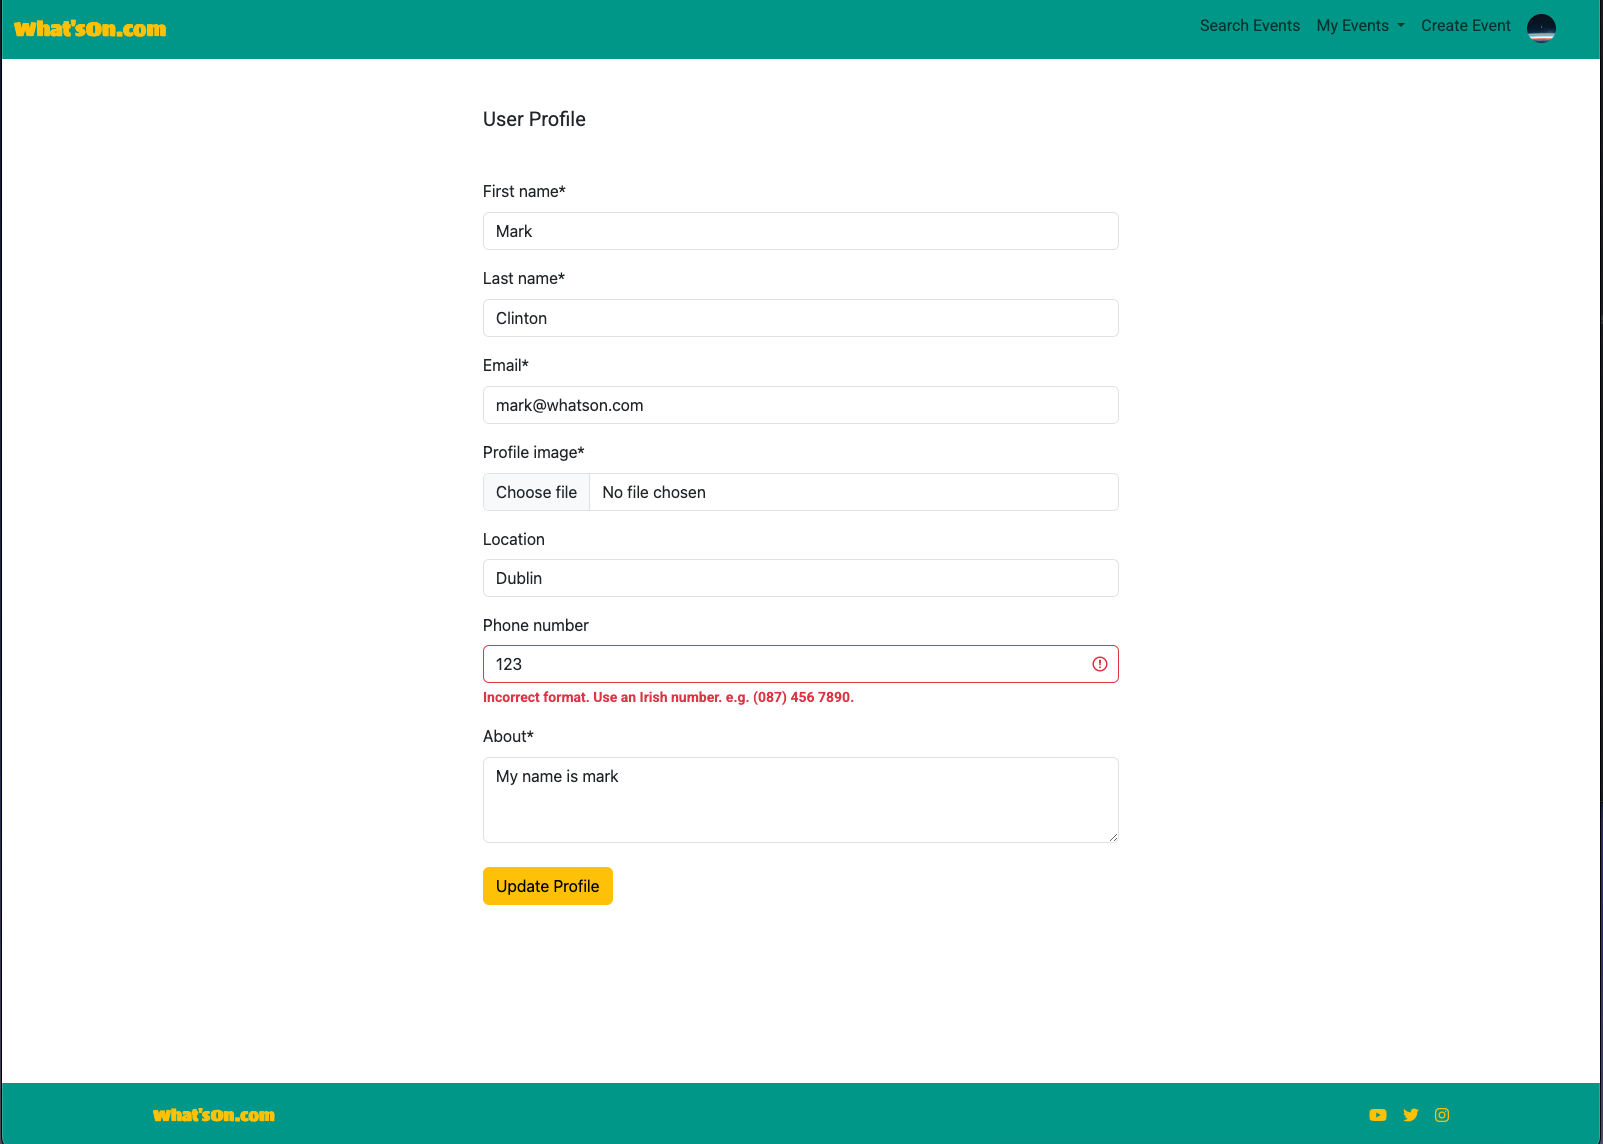 What'sOn.com
Search Events My Events Create Event
User Profile
First name*
Mark
Last name*
Clinton
Email*
mark@whatson.com
Profile image*
Choose file No file chosen
Location
Dublin
Phone number
123
Incorrect format. Use an Irish number. e.g. (087) 456 7890.
About*
My name is mark
Update Profile
What'sOn.com